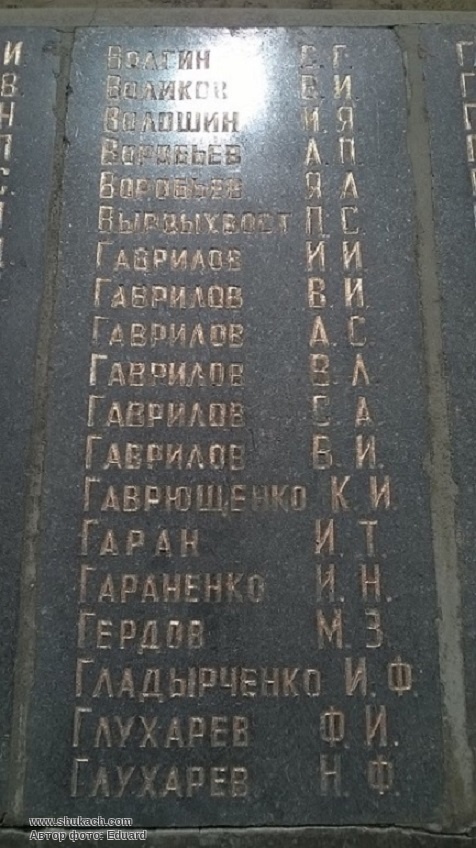 Волгин С. Г.
Воликов В. И.
Волошин И. Я.
Воробьев А. П.
Воробьев Я. А.
Вырвыхвост П. С.
Гаврилов И. И.
Гаврилов В. И.
Гаврилов А. С.
Гаврилов В. А.
Гаврилов С. А.
Гаврилов В. И.
Гаврющенко К. И.
Гаран И. Т.
Гараненко И. Н.
Гердов М. З.
Гладырченко И. Ф.
Глухарев Ф. И.
Глухарев Н. Ф.
www.shukach.com
Автор фото: Eduard